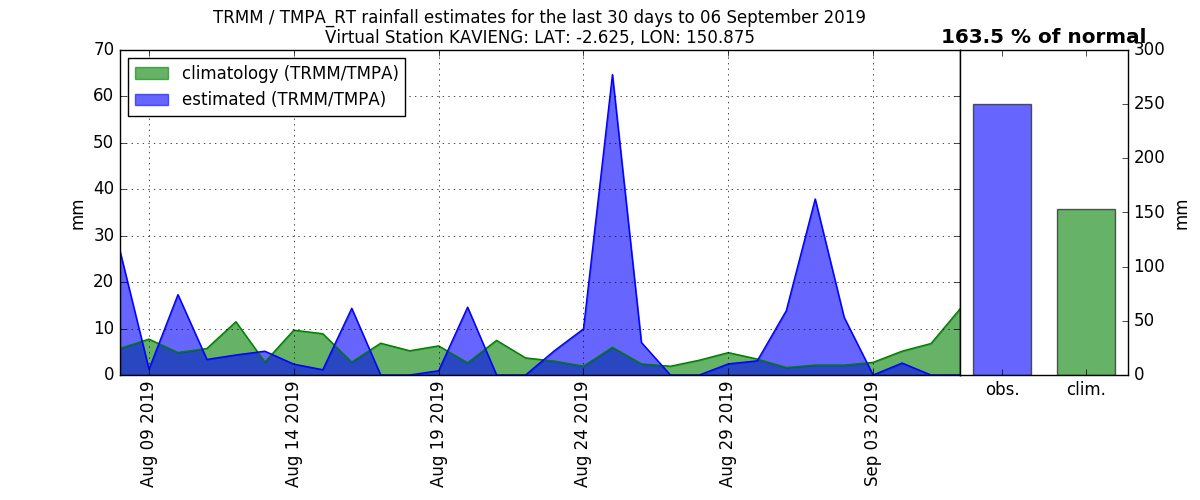 TRMM / TMPA_RT rainfall estimates for the last 30 days to 06 September 2019
Virtual Station KAVIENG: LAT: -2.625, LON: 150.875
163.5 % of normal
climatology (TRMM/TMPA)
estimated (TRMM/TMPA)
mm
70
60
50
40
30
20
10
0
Aug 09 2019
Aug 14 2019
Aug 19 2019
Aug 24 2019
Aug 29 2019
Sep 03 2019
obs.
clim.
300
250
200
150
100
50
0
mm